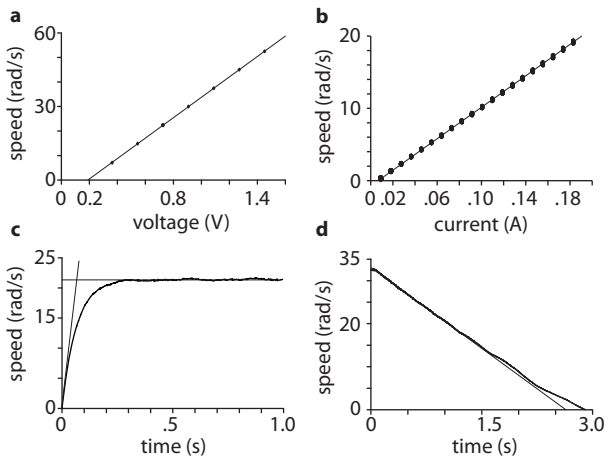 a
60
30
0
speed (rad/s)
0 0.2 0.8 1.4
voltage (V)
b
20
10
0
speed (rad/s)
0.02 .06 .10 .14 .18
current (A)
c
25
15
0
speed (rad/s)
0 .5 1.0
time (s)
d
35
20
0
speed (rad/s)
0 1.5 3.0
time (s)